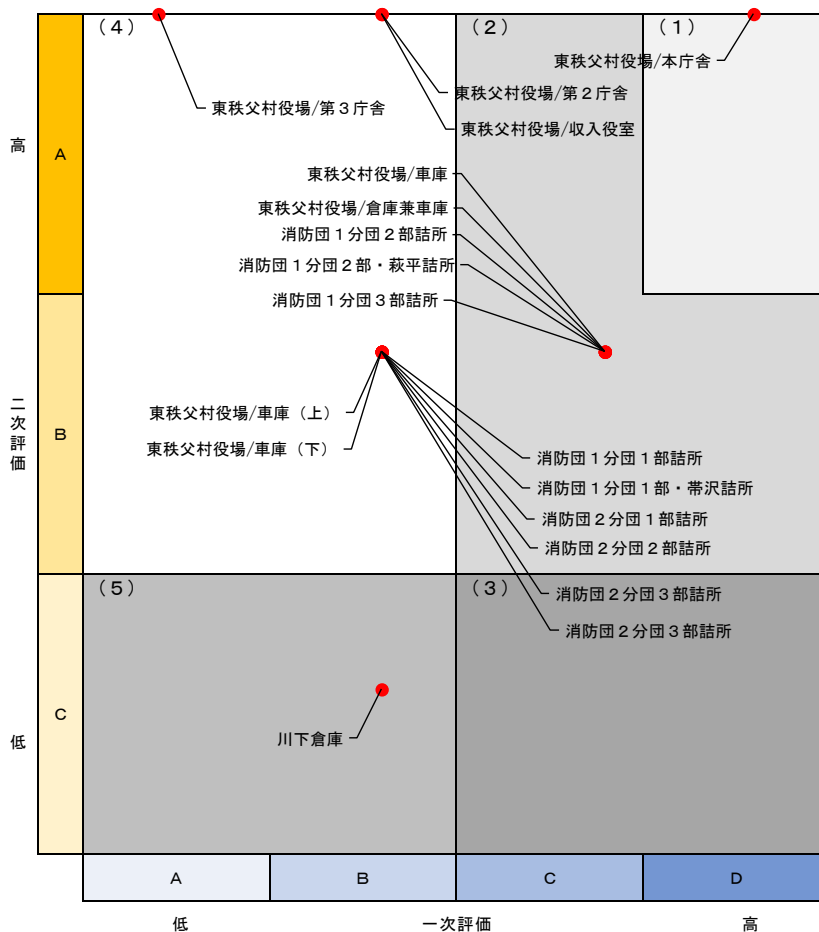 （4）
（2）
（1）
東秩父村役場/本庁舎
東秩父村役場/第３庁舎
東秩父村役場/第２庁舎
東秩父村役場/収入役室
高
A
東秩父村役場/車庫
東秩父村役場/倉庫兼車庫
消防団１分団２部詰所
消防団１分団２部・萩平詰所
消防団１分団３部詰所
二次評価
B
東秩父村役場/車庫（上）
東秩父村役場/車庫（下）
消防団１分団１部詰所
消防団１分団１部・帯沢詰所
消防団２分団１部詰所
消防団２分団２部詰所
（5）
（3）
消防団２分団３部詰所
消防団２分団３部詰所
低
C
川下倉庫
A
B
C
D
低
一次評価
高